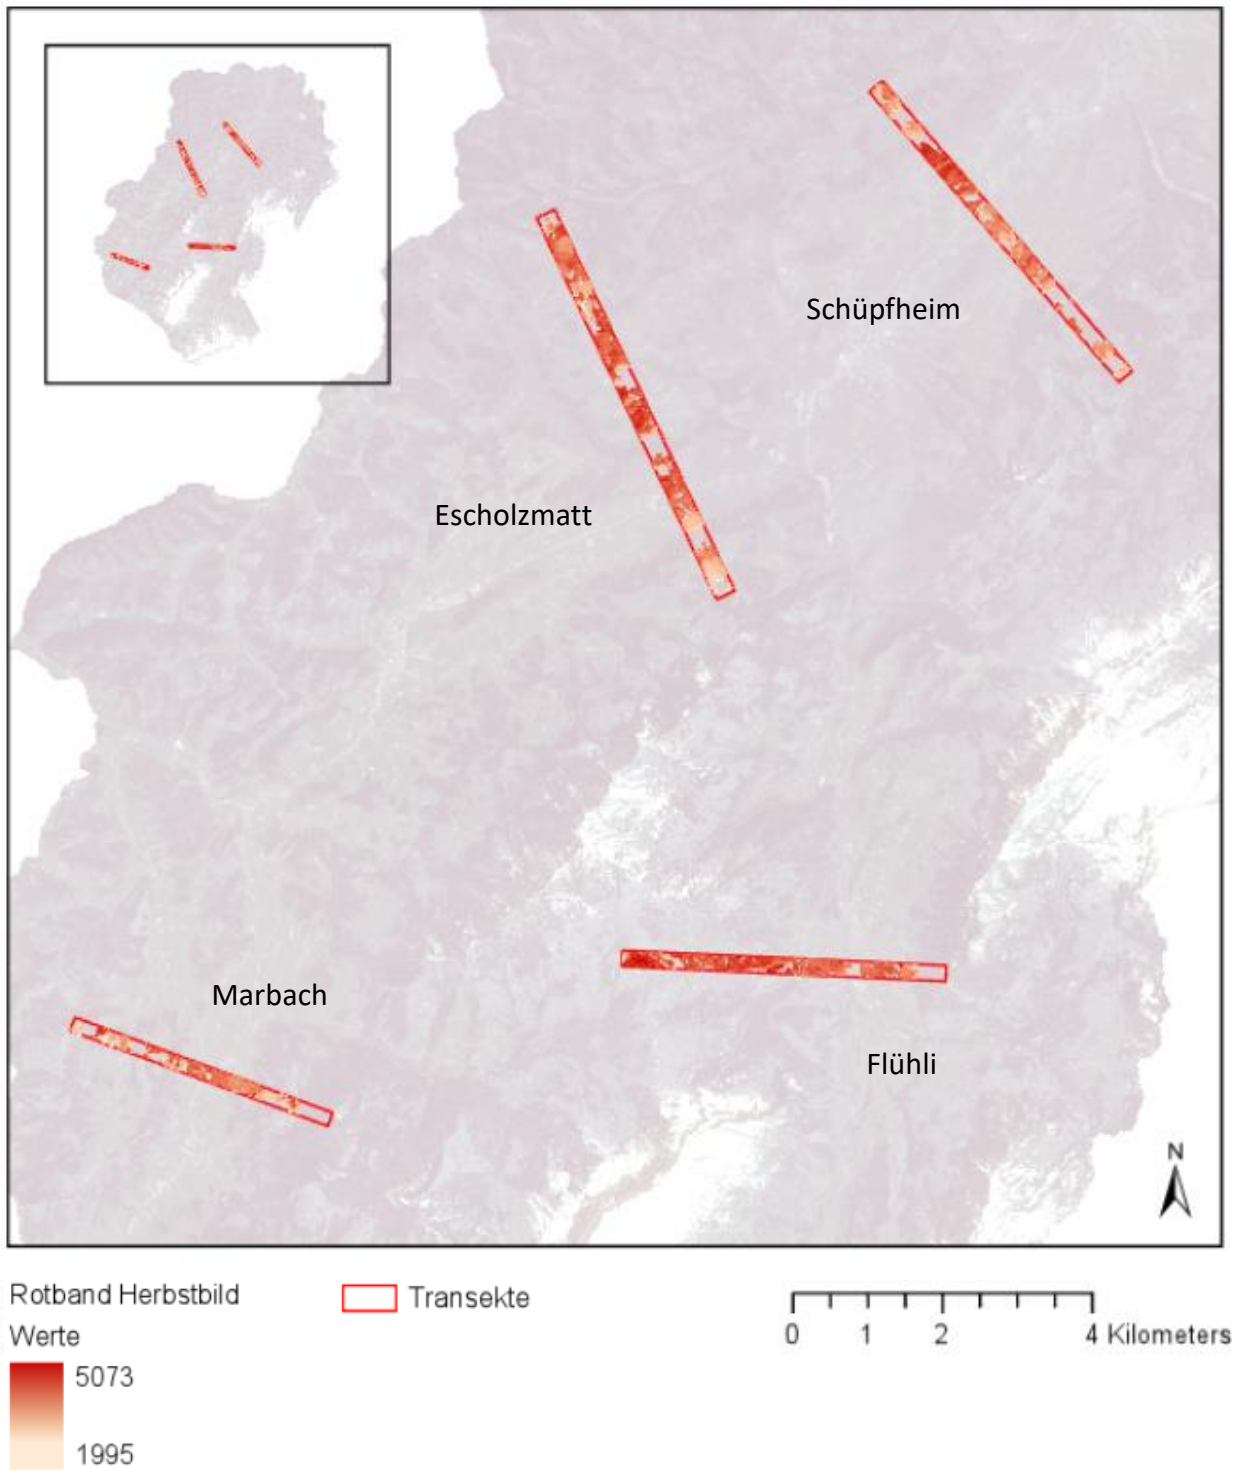 Schüpfheim
Escholzmatt
Marbach
Flühli
N
Rotband Herbstbild
Transekte
Werte
5073
1995
0 1 2 4 Kilometers